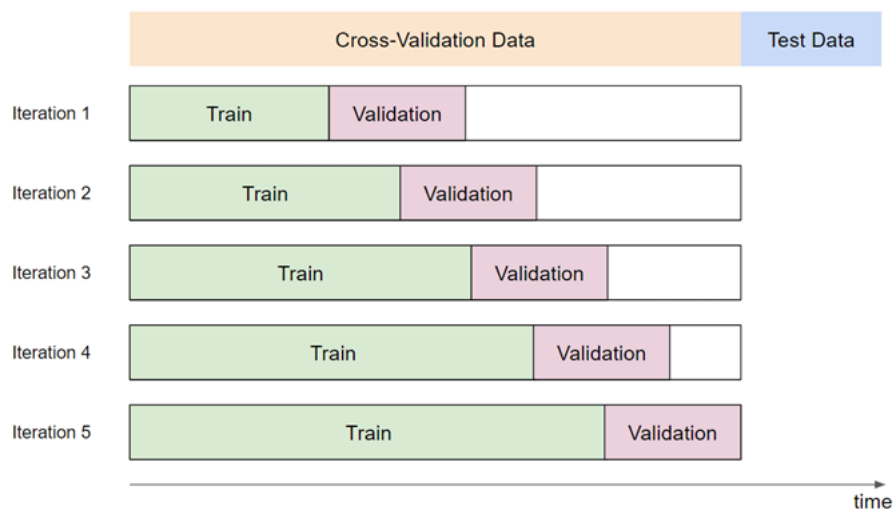 Cross-Validation Data
Test Data
Iteration 1
Train
Validation
Iteration 2
Train
Validation
Iteration 3
Train
Validation
Iteration 4
Train
Validation
Iteration 5
Train
Validation
time